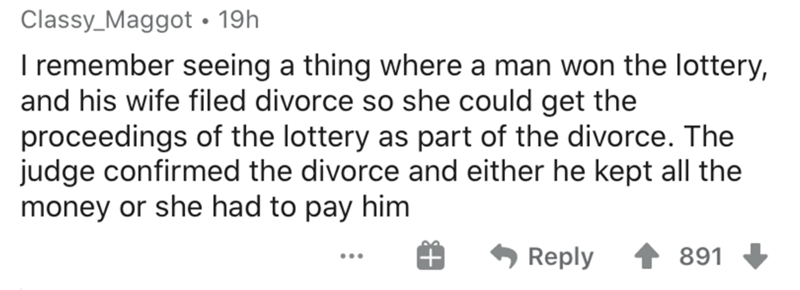 Classy_Maggot • 19h
I remember seeing a thing where a man won the lottery,
and his wife filed divorce so she could get the
proceedings of the lottery as part of the divorce. The
judge confirmed the divorce and either he kept all the
money or she had to pay him
... Reply 891